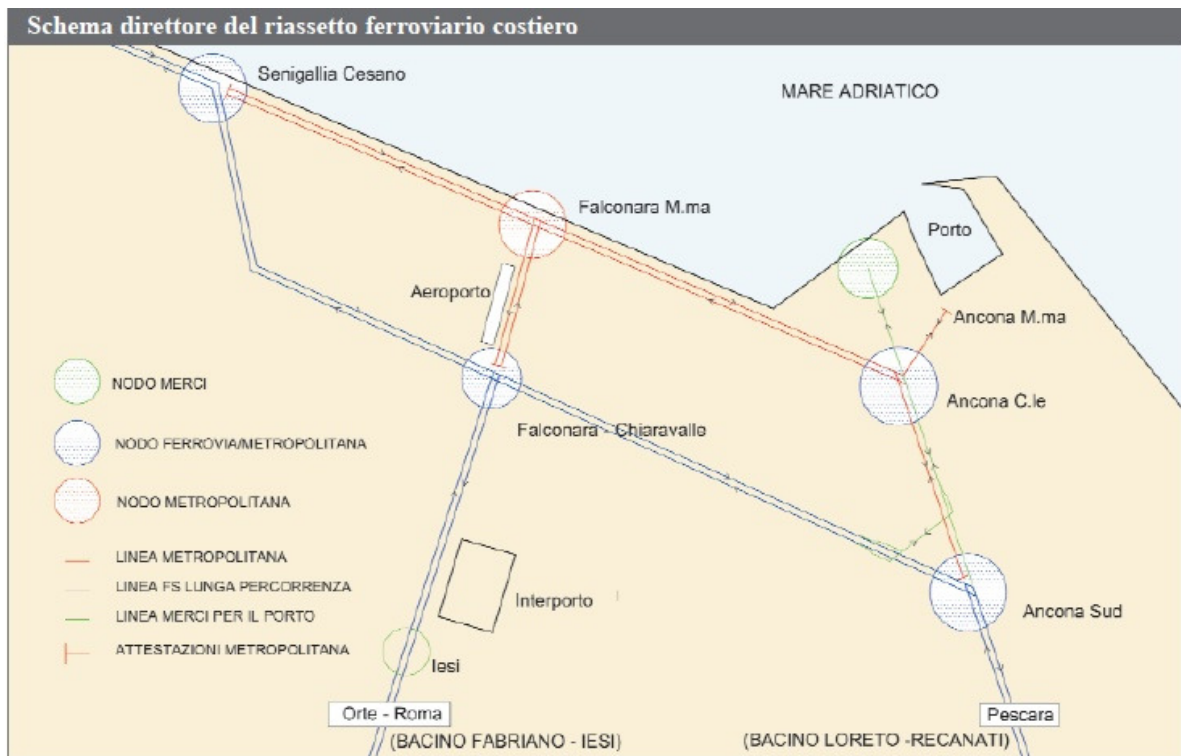 Schema direttore del riassetto ferroviario costiero
Senigallia Cesano
MARE ADRIATICO
Falconara M.ma
Porto
Aeroporto
Ancona M.ma
NODO MERCI
Ancona C.le
Falconara - Chiaravalle
NODO FERROVIA/METROPOLITANA
NODO METROPOLITANA
LINEA METROPOLITANA
LINEA FS LUNGA PERCORRENZA
Interporto
Ancona Sud
LINEA MERCI PER IL PORTO
ATTESTAZIONI METROPOLITANA
Iesi
Orte - Roma
Pescara
(BACINO FABRIANO - IESI)
(BACINO LORETO -RECANATI)